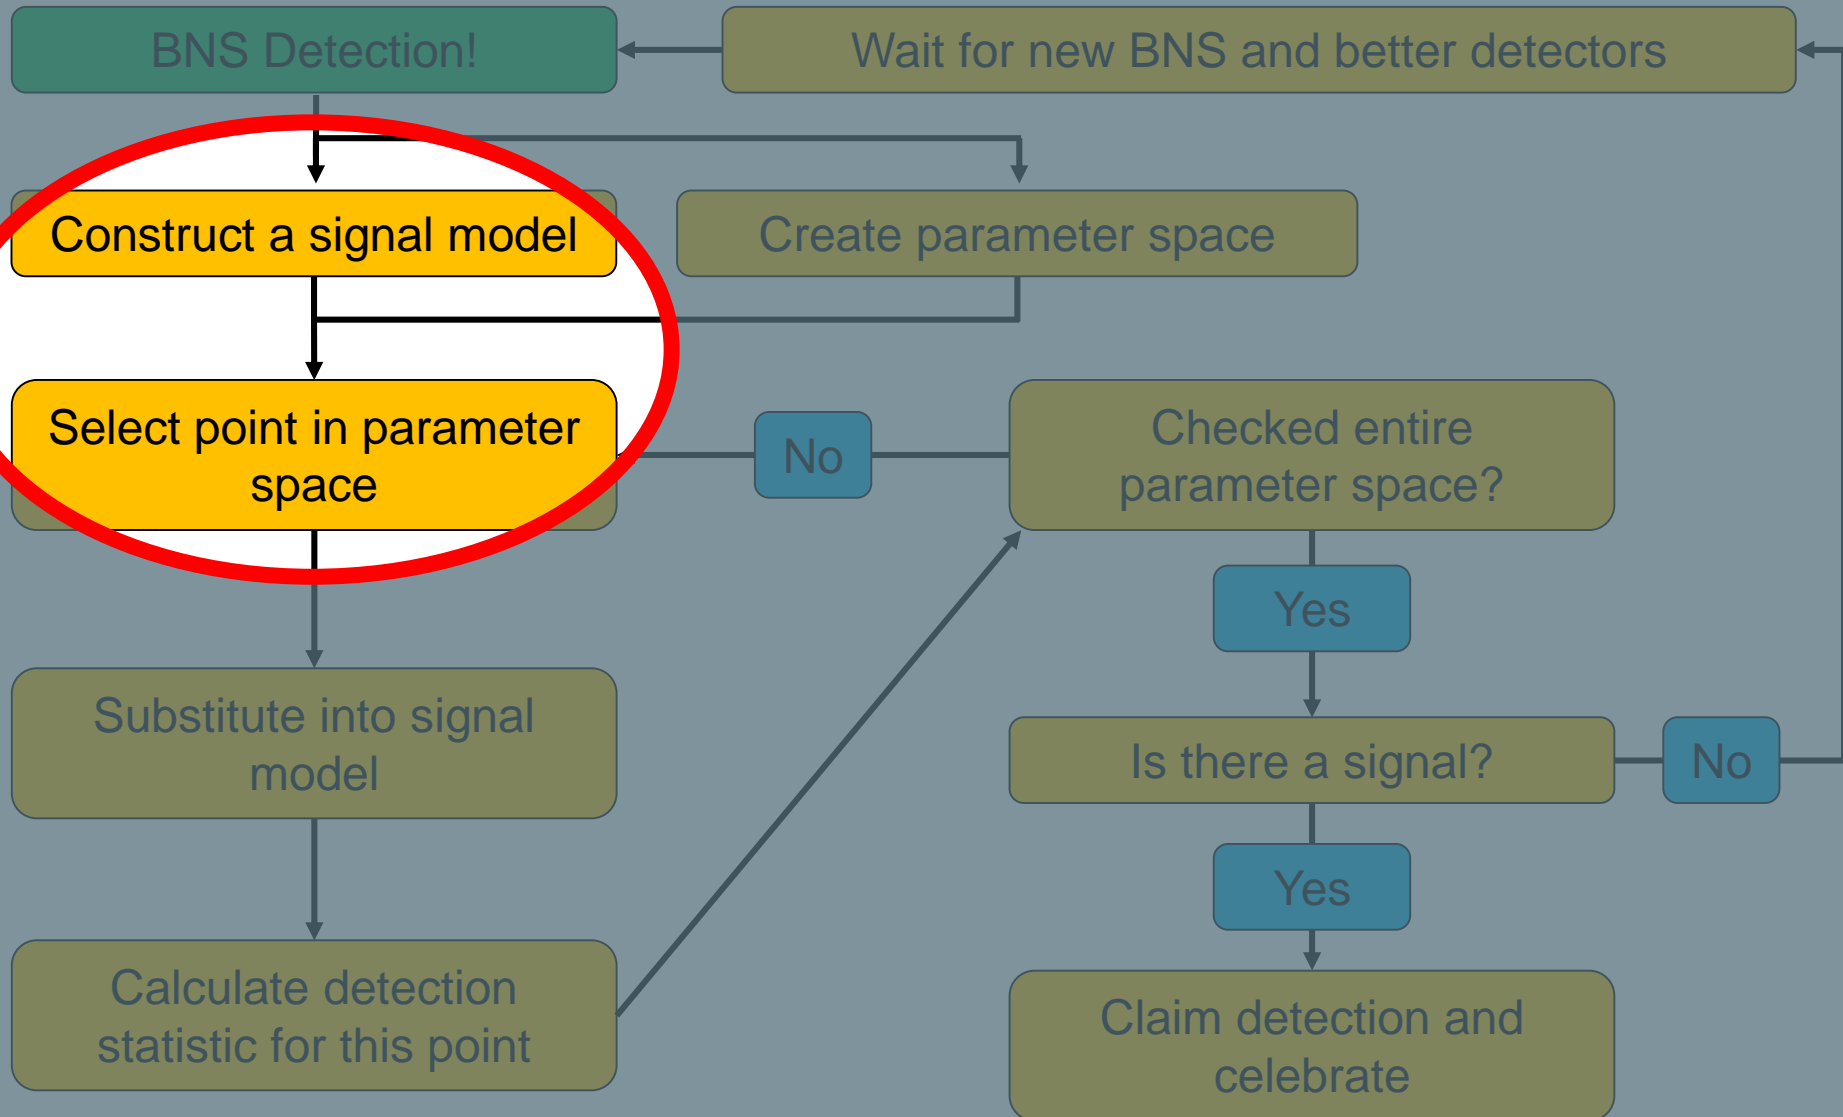 BNS Detection!
Wait for new BNS and better detectors
Construct a signal model
Create parameter space
Select point in parameter
space
No
Checked entire
parameter space?
Yes
Substitute into signal
model
Is there a signal?
No
Yes
Calculate detection
statistic for this point
Claim detection and
celebrate